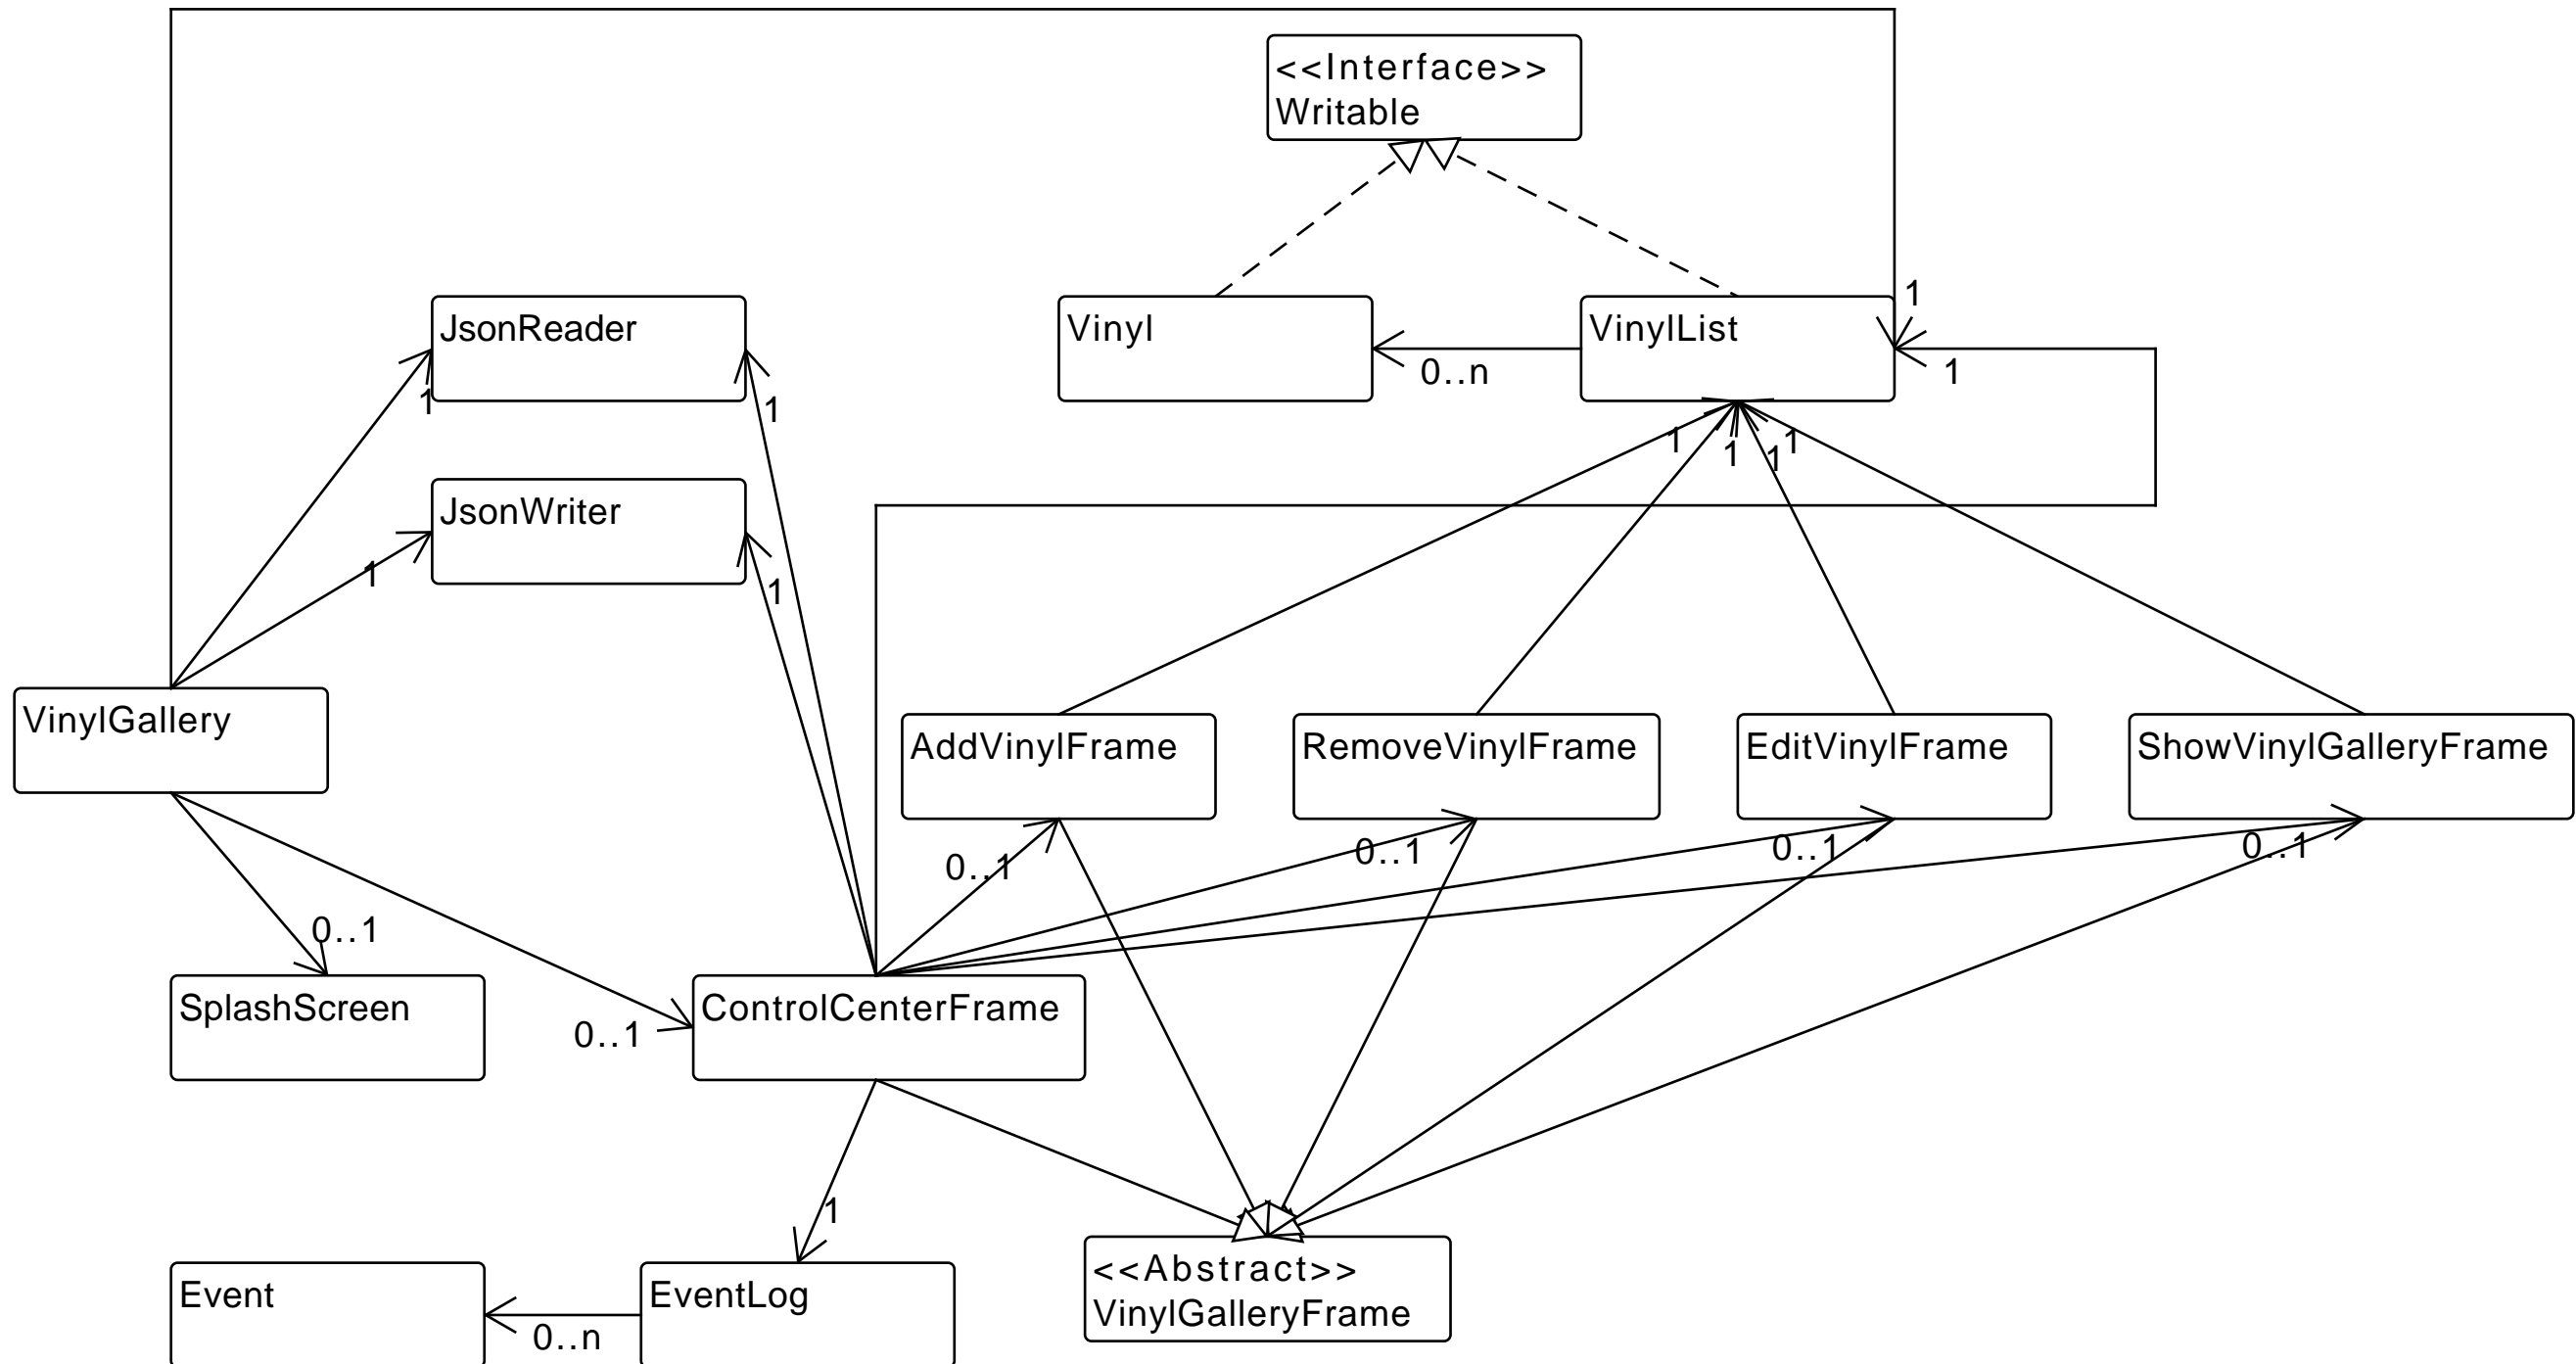 <<Interface>>
Writable
1
JsonReader
Vinyl
VinylList
0..n
1
1
1
1
1
1
1
JsonWriter
1
1
VinylGallery
AddVinylFrame
RemoveVinylFrame
EditVinylFrame
ShowVinylGalleryFrame
0..1
0..1
0..1
0..1
0..1
SplashScreen
ControlCenterFrame
0..1
1
<<Abstract>>
VinylGalleryFrame
Event
EventLog
0..n